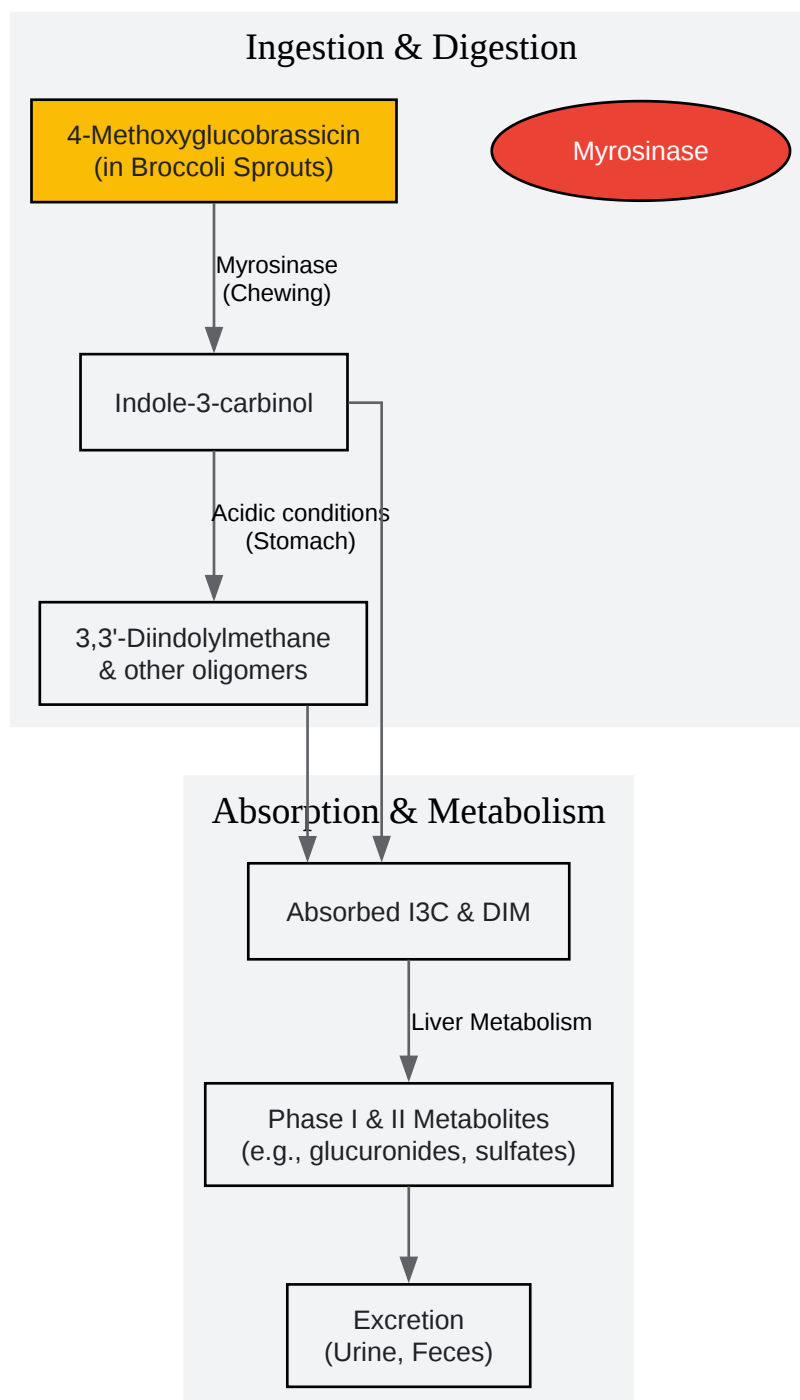 Ingestion & Digestion
4-Methoxyglucobrassicin
(in Broccoli Sprouts)
Myrosinase
Myrosinase
(Chewing)
Indole-3-carbinol
Acidic conditions
(Stomach)
3,3'-Diindolylmethane
& other oligomers
Absorption & Metabolism
Absorbed I3C & DIM
Liver Metabolism
Phase I & II Metabolites
(e.g., glucuronides, sulfates)
Excretion
(Urine, Feces)